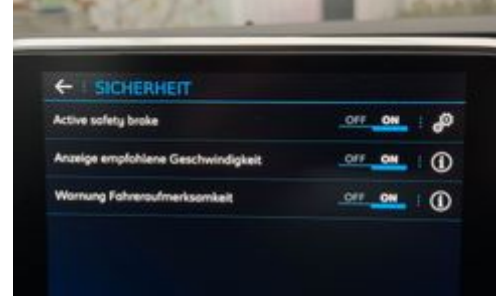 SICHERHEIT
Active safety brake OFF ON
Anzeige empfohlene Geschwindigkeit OFF ON
Warnung Fahreraufmerksamkeit OFF ON